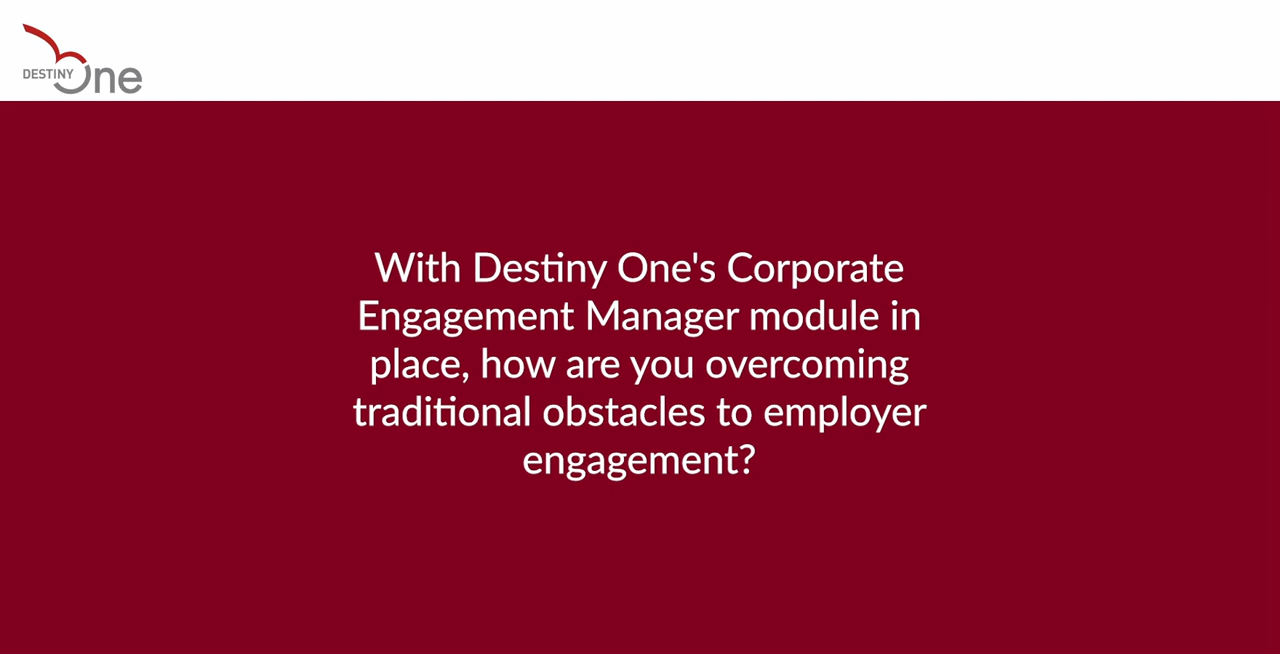 DESTINY One
With Destiny One's Corporate
Engagement Manager module in
place, how are you overcoming
traditional obstacles to employer
engagement?